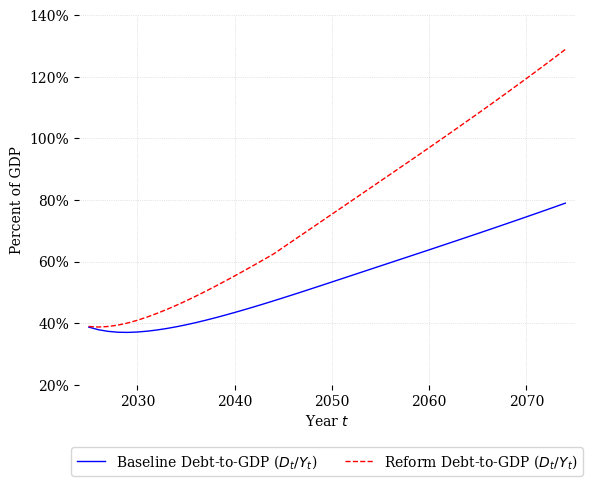 140%
120%
100%
80%
60%
40%
20%
Percent of GDP
2030 2040 2050 2060 2070
Year t
Baseline Debt-to-GDP (D_t/Y_t) Reform Debt-to-GDP (D_t/Y_t)